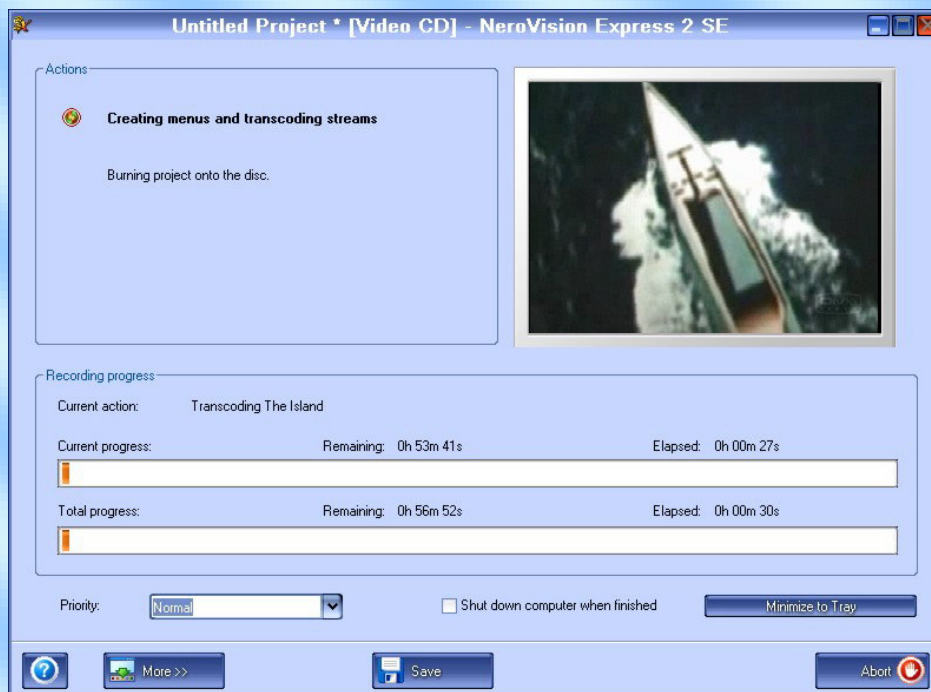 Untitled Project * [Video CD] - NeroVision Express 2 SE
Actions
Creating menus and transcoding streams
Burning project onto the disc.
Recording progress
Current action: Transcoding The Island
Current progress: Remaining: 0h 53m 41s Elapsed: 0h 00m 27s
Total progress: Remaining: 0h 56m 52s Elapsed: 0h 00m 30s
Priority: Normal Shut down computer when finished Minimize to Tray
? More >> Save Abort